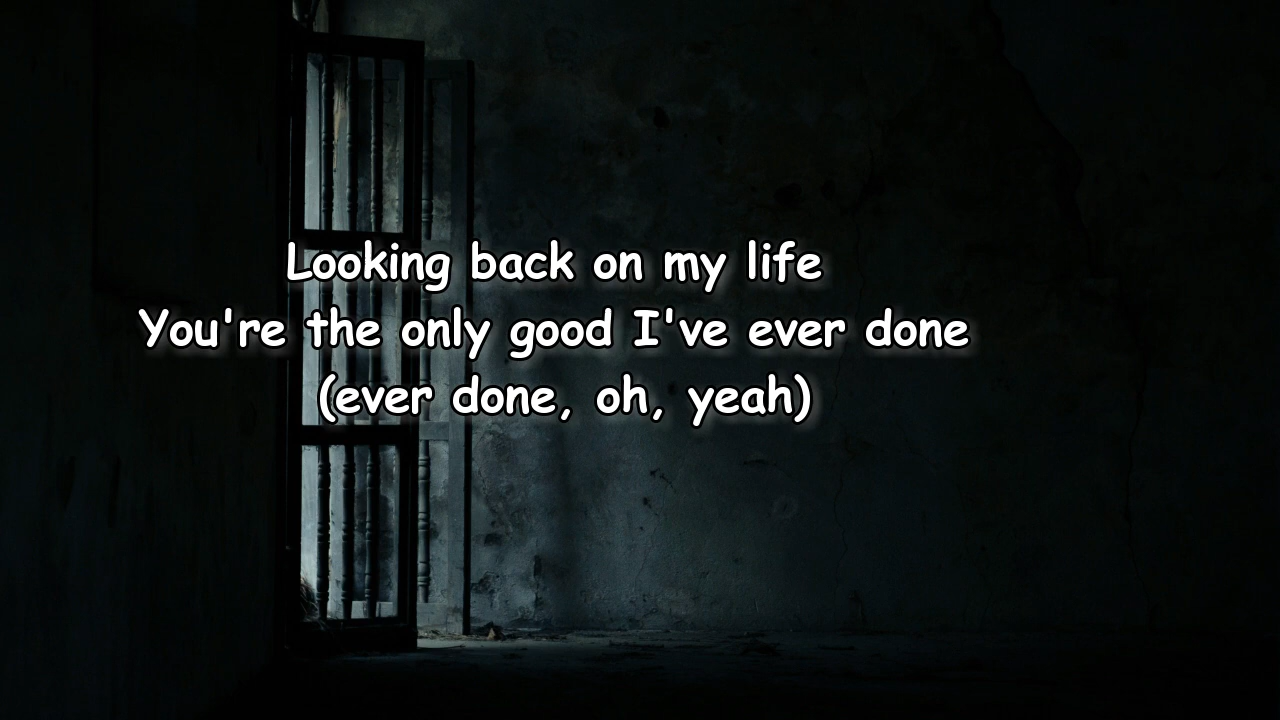 Looking back on my life
You're the only good I've ever done
(ever done, oh, yeah)